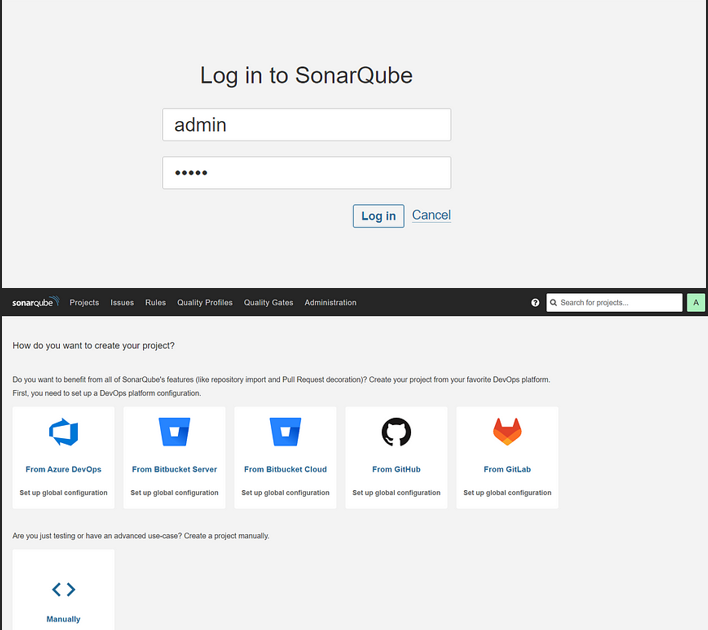 Log in to SonarQube
admin
•••••
Log in Cancel
sonarqube Projects Issues Rules Quality Profiles Quality Gates Administration ? Search for projects... A
How do you want to create your project?
Do you want to benefit from all of SonarQube's features (like repository import and Pull Request decoration)? Create your project from your favorite DevOps platform.
First, you need to set up a DevOps platform configuration.
From Azure DevOps From Bitbucket Server From Bitbucket Cloud From GitHub From GitLab
Set up global configuration Set up global configuration Set up global configuration Set up global configuration Set up global configuration
Are you just testing or have an advanced use-case? Create a project manually.
Manually